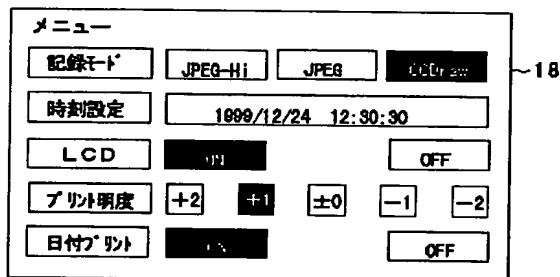 メニュー
記録モード JPEG-Hi JPEG CCDraw
時刻設定 1999/12/24 12:30:30
LCD ON OFF
プリント明度 +2 +1 ±0 -1 -2
日付プリント OFF
18